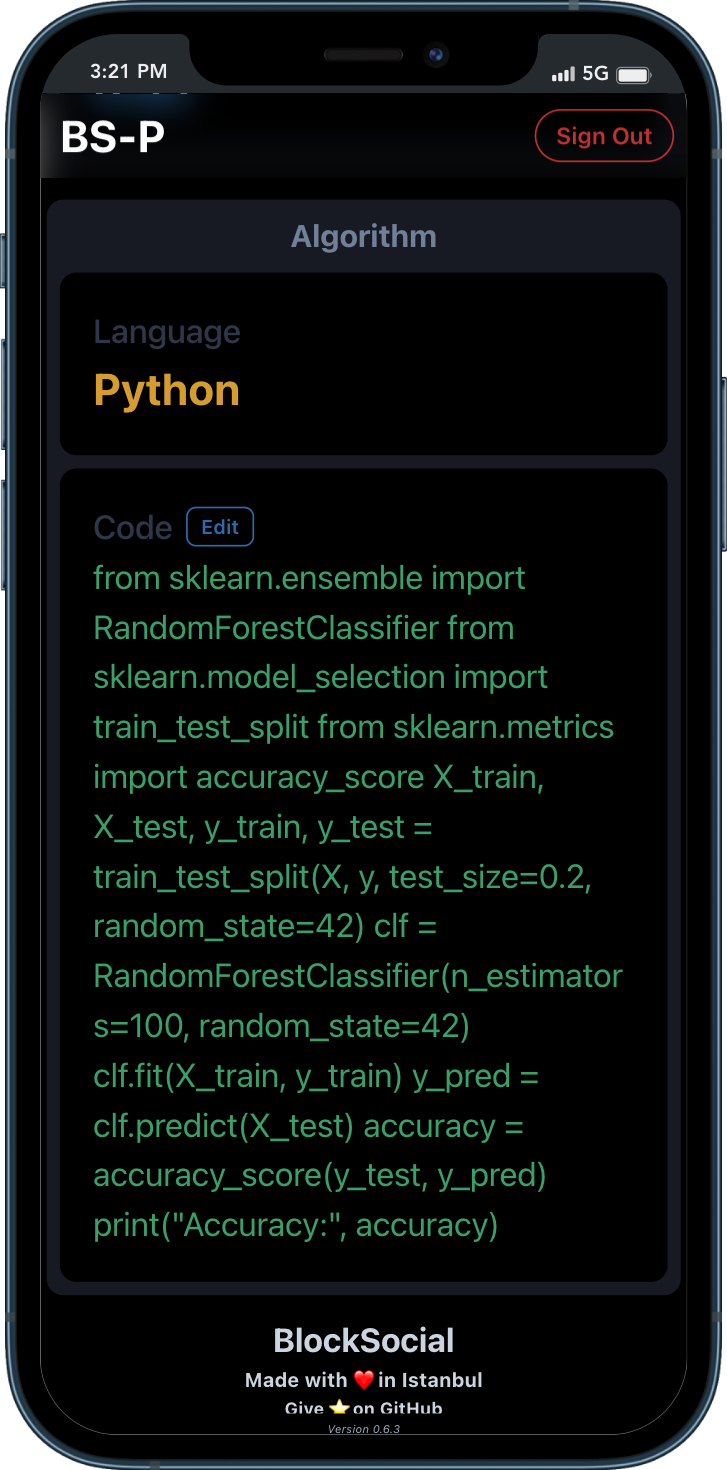 3:21 PM
5G
BS-P
Sign Out
Algorithm
Language
Python
Code
Edit
from sklearn.ensemble import
RandomForestClassifier from
sklearn.model_selection import
train_test_split from sklearn.metrics
import accuracy_score X_train,
X_test, y_train, y_test =
train_test_split(X, y, test_size=0.2,
random_state=42) clf =
RandomForestClassifier(n_estimator
s=100, random_state=42)
clf.fit(X_train, y_train) y_pred =
clf.predict(X_test) accuracy =
accuracy_score(y_test, y_pred)
print("Accuracy:", accuracy)
BlockSocial
Made with ❤️ in Istanbul
Give ⭐ on GitHub
Version 0.6.3